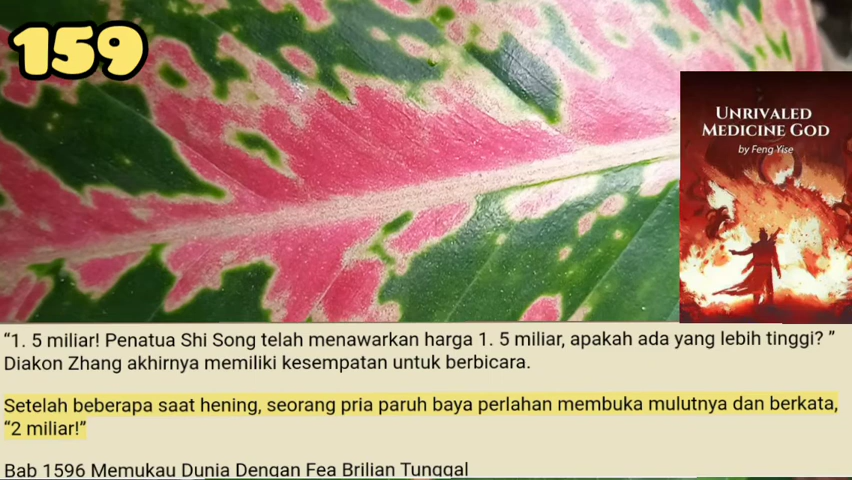 159
UNRIVALED
MEDICINE GOD
by Feng Yise
“1. 5 miliar! Penatua Shi Song telah menawarkan harga 1. 5 miliar, apakah ada yang lebih tinggi? ”
Diakon Zhang akhirnya memiliki kesempatan untuk berbicara.
Setelah beberapa saat hening, seorang pria paruh baya perlahan membuka mulutnya dan berkata,
“2 miliar!”
Bab 1596 Memukau Dunia Dengan Fea Brilian Tunggal